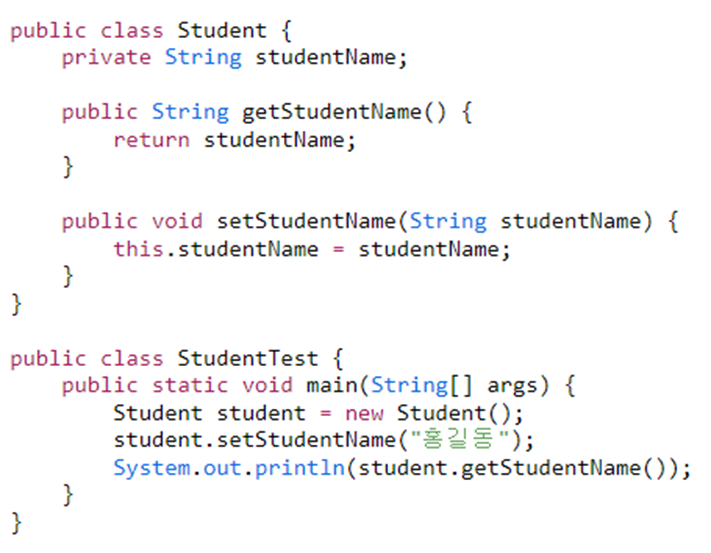 public class Student {
    private String studentName;

    public String getStudentName() {
        return studentName;
    }

    public void setStudentName(String studentName) {
        this.studentName = studentName;
    }
}

public class StudentTest {
    public static void main(String[] args) {
        Student student = new Student();
        student.setStudentName("홍길동");
        System.out.println(student.getStudentName());
    }
}